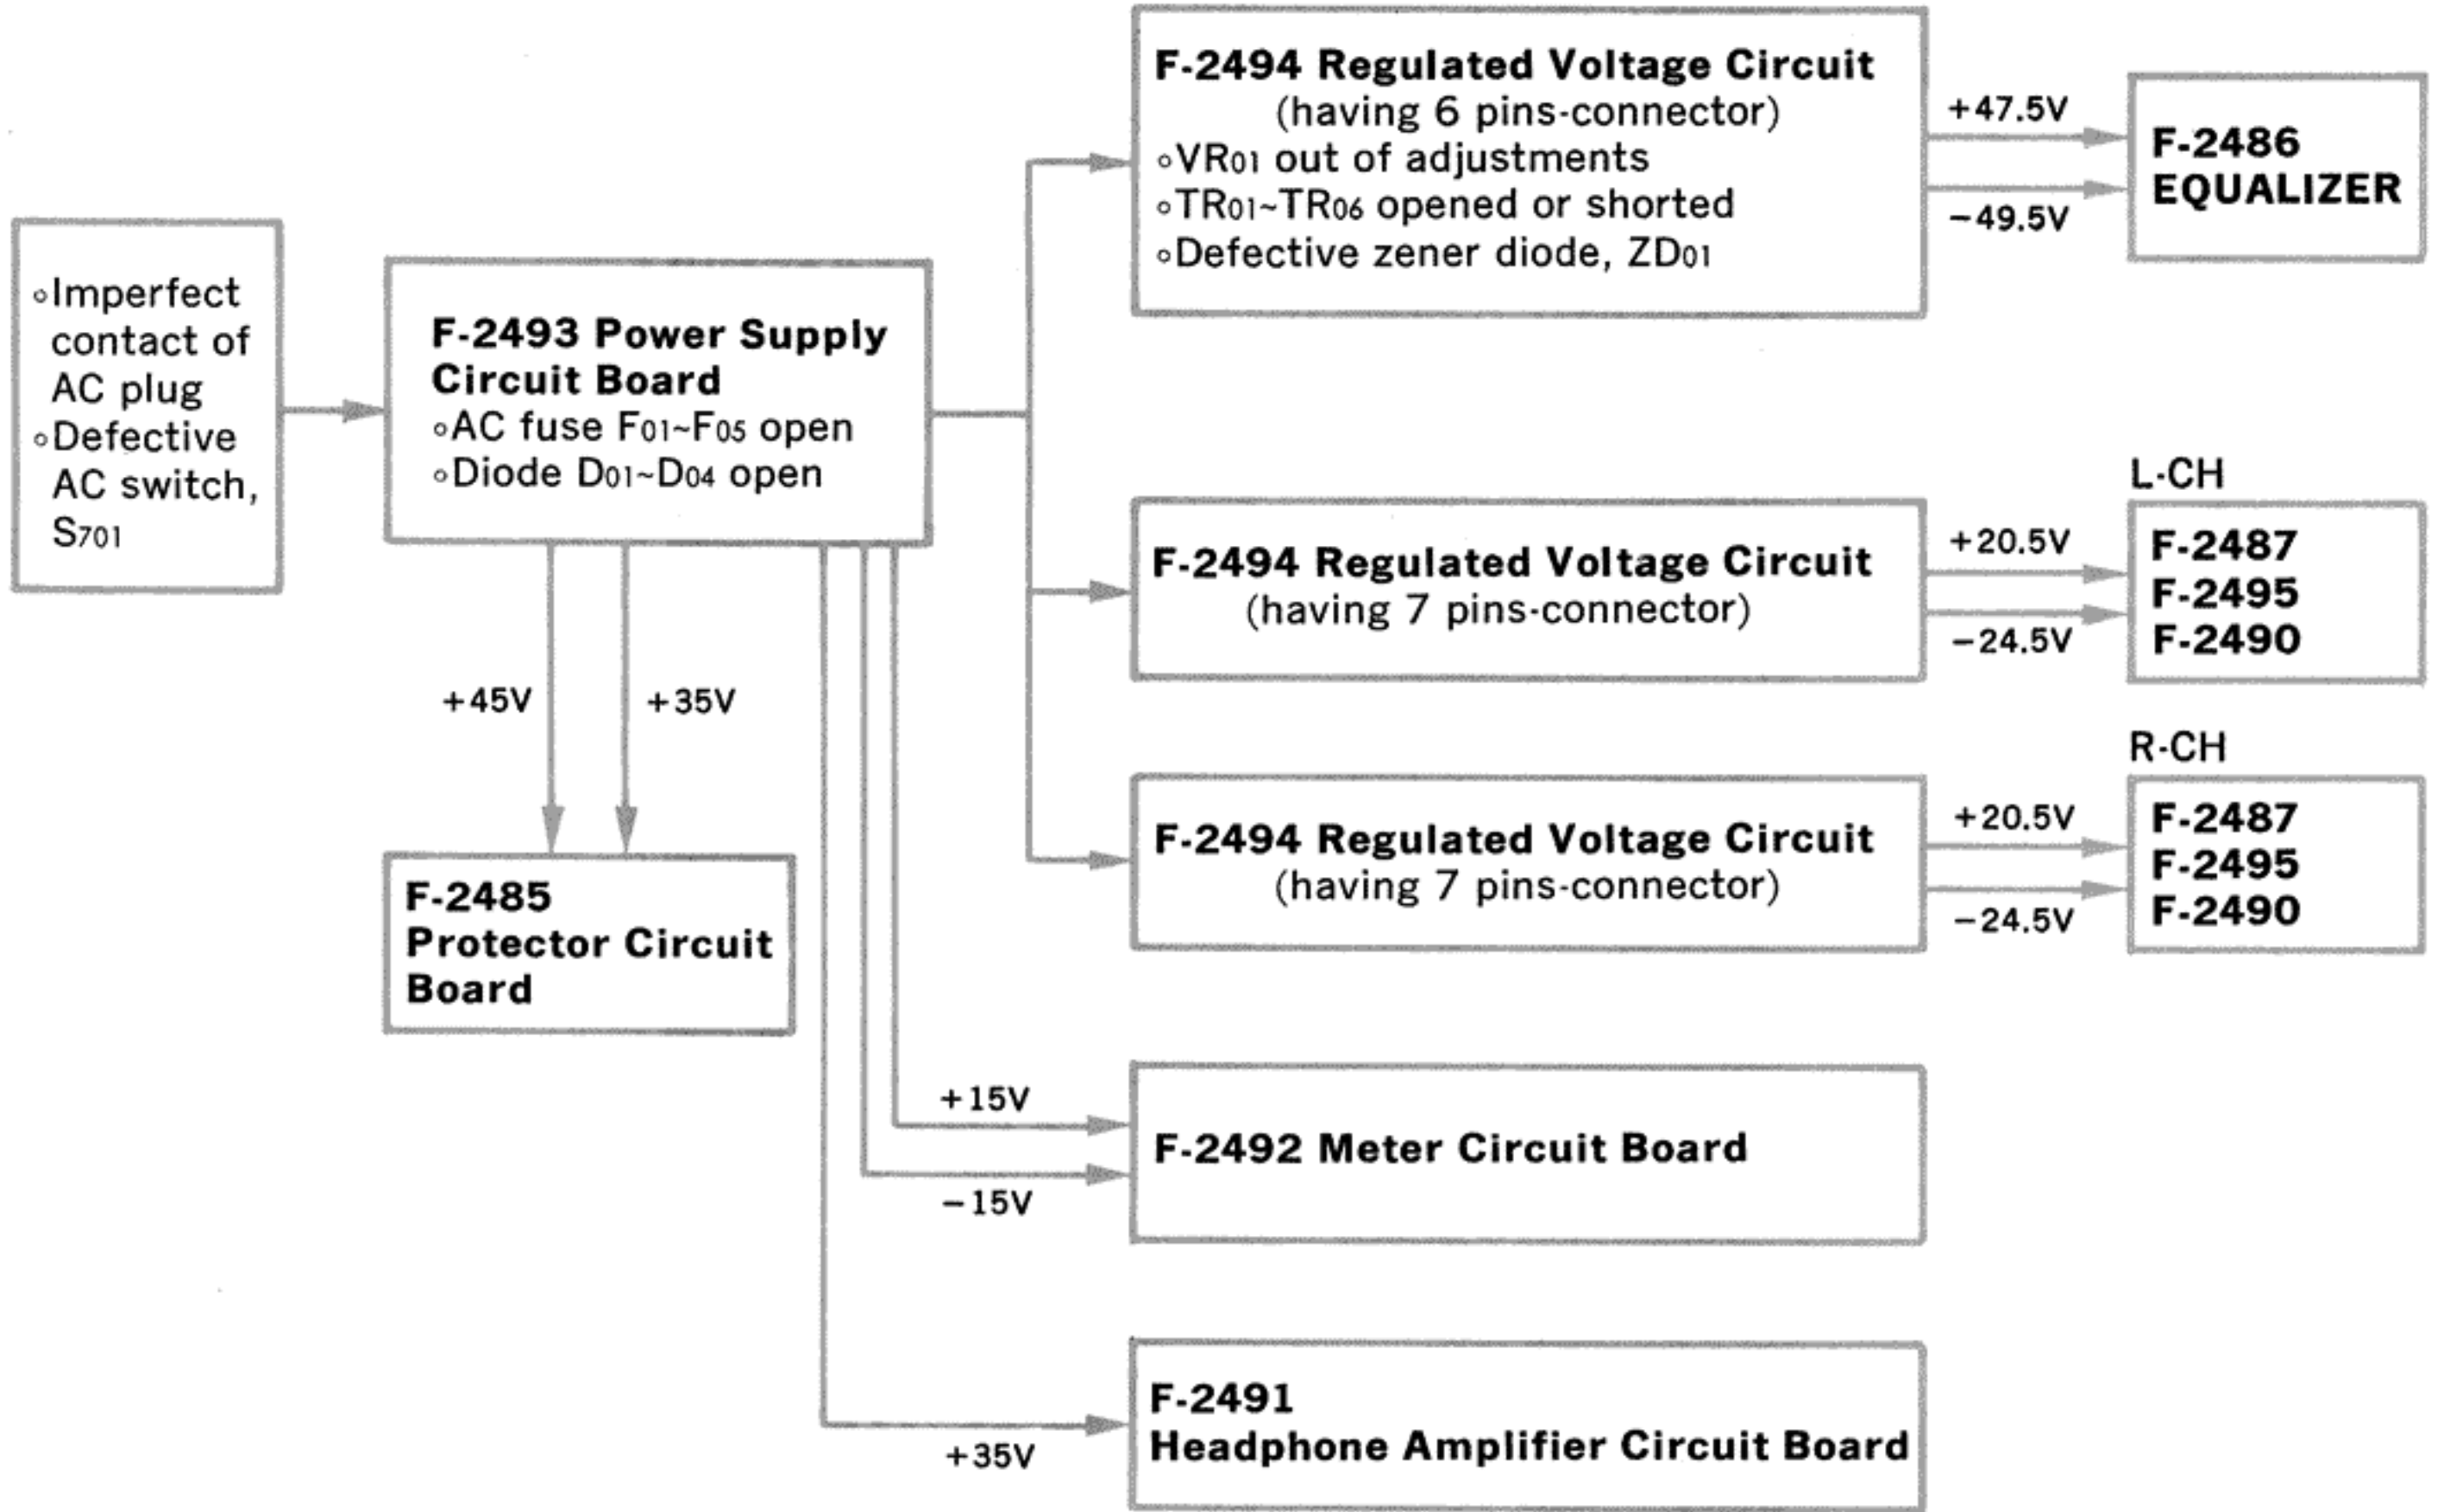 ◦Imperfect
contact of
AC plug
◦Defective
AC switch,
S701
F-2493 Power Supply
Circuit Board
◦AC fuse F01~F05 open
◦Diode D01~D04 open
F-2494 Regulated Voltage Circuit
(having 6 pins-connector)
◦VR01 out of adjustments
◦TR01~TR06 opened or shorted
◦Defective zener diode, ZD01
+47.5V
−49.5V
F-2486
EQUALIZER
F-2494 Regulated Voltage Circuit
(having 7 pins-connector)
+20.5V
−24.5V
L-CH
F-2487
F-2495
F-2490
F-2494 Regulated Voltage Circuit
(having 7 pins-connector)
+20.5V
−24.5V
R-CH
F-2487
F-2495
F-2490
+45V
+35V
F-2485
Protector Circuit
Board
+15V
−15V
F-2492 Meter Circuit Board
+35V
F-2491
Headphone Amplifier Circuit Board